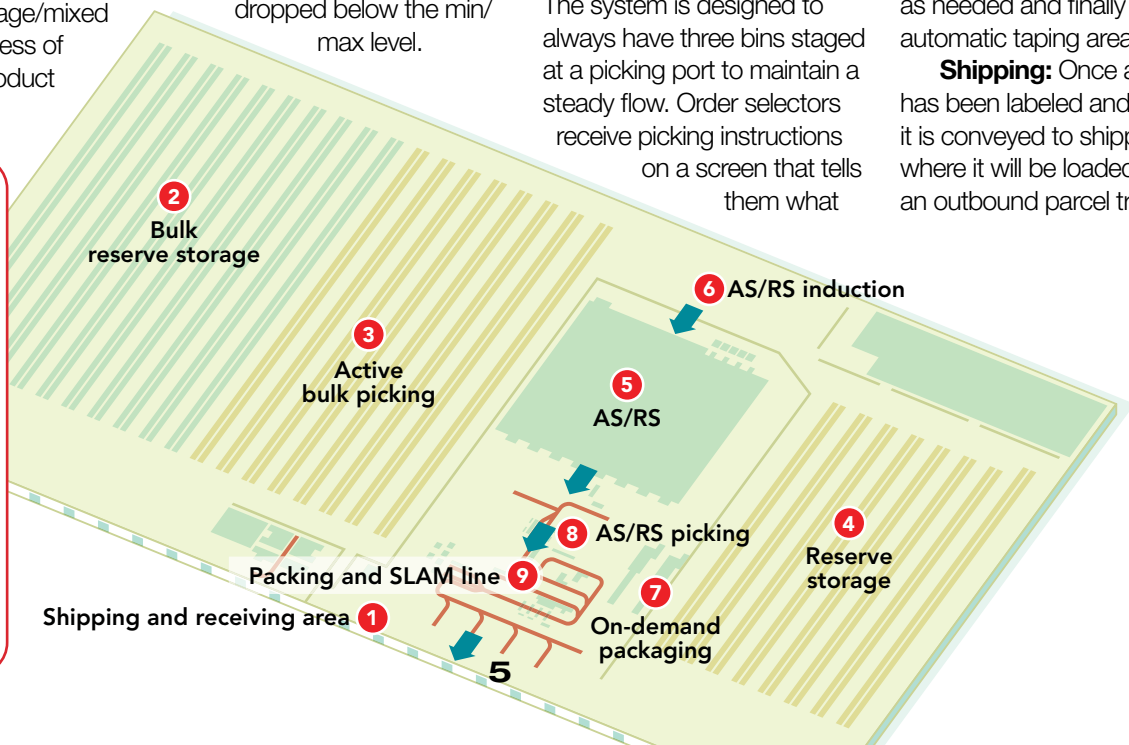 age/mixed
ess of
oduct
dropped below the min/
max level.
The system is designed to
always have three bins staged
at a picking port to maintain a
steady flow. Order selectors
receive picking instructions
on a screen that tells
them what
as needed and finally
automatic taping area
Shipping: Once a
has been labeled and
it is conveyed to shipp
where it will be loaded
an outbound parcel tr
2
Bulk
reserve storage
3
Active
bulk picking
6 AS/RS induction
5
AS/RS
8 AS/RS picking
4
Reserve
storage
Packing and SLAM line 9
7
On-demand
packaging
Shipping and receiving area 1
5